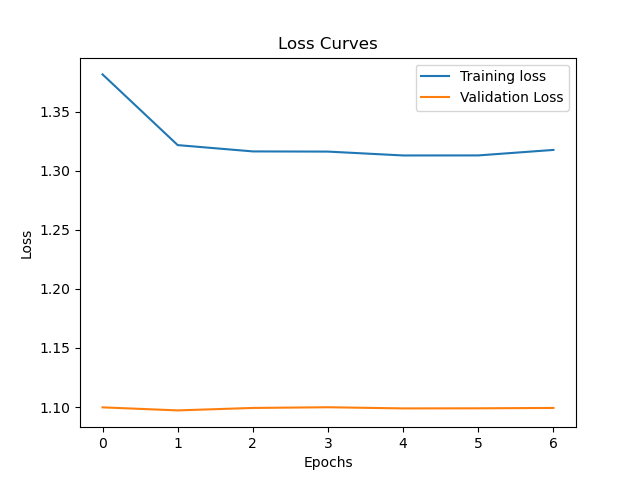 Loss Curves
Training loss
Validation Loss
1.35
1.30
1.25
1.20
1.15
1.10
Loss
0 1 2 3 4 5 6
Epochs